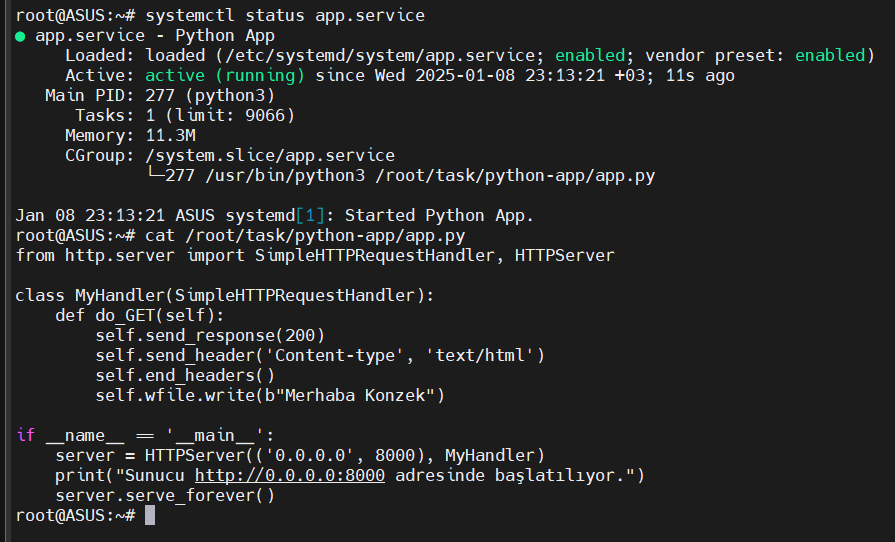 root@ASUS:~# systemctl status app.service
● app.service - Python App
     Loaded: loaded (/etc/systemd/system/app.service; enabled; vendor preset: enabled)
     Active: active (running) since Wed 2025-01-08 23:13:21 +03; 11s ago
   Main PID: 277 (python3)
      Tasks: 1 (limit: 9066)
     Memory: 11.3M
     CGroup: /system.slice/app.service
             └─277 /usr/bin/python3 /root/task/python-app/app.py

Jan 08 23:13:21 ASUS systemd[1]: Started Python App.
root@ASUS:~# cat /root/task/python-app/app.py
from http.server import SimpleHTTPRequestHandler, HTTPServer

class MyHandler(SimpleHTTPRequestHandler):
    def do_GET(self):
        self.send_response(200)
        self.send_header('Content-type', 'text/html')
        self.end_headers()
        self.wfile.write(b"Merhaba Konzek")

if __name__ == '__main__':
    server = HTTPServer(('0.0.0.0', 8000), MyHandler)
    print("Sunucu http://0.0.0.0:8000 adresinde başlatılıyor.")
    server.serve_forever()
root@ASUS:~#